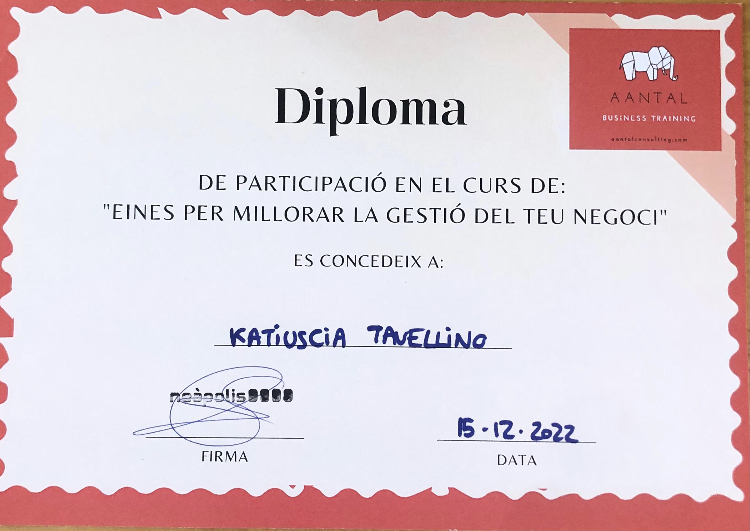 AANTAL
BUSINESS TRAINING
aantalconsulting.com
Diploma
DE PARTICIPACIÓ EN EL CURS DE:
"EINES PER MILLORAR LA GESTIÓ DEL TEU NEGOCI"
ES CONCEDEIX A:
KATIUSCIA TAVELLINO
neàpolis
15-12-2022
FIRMA
DATA